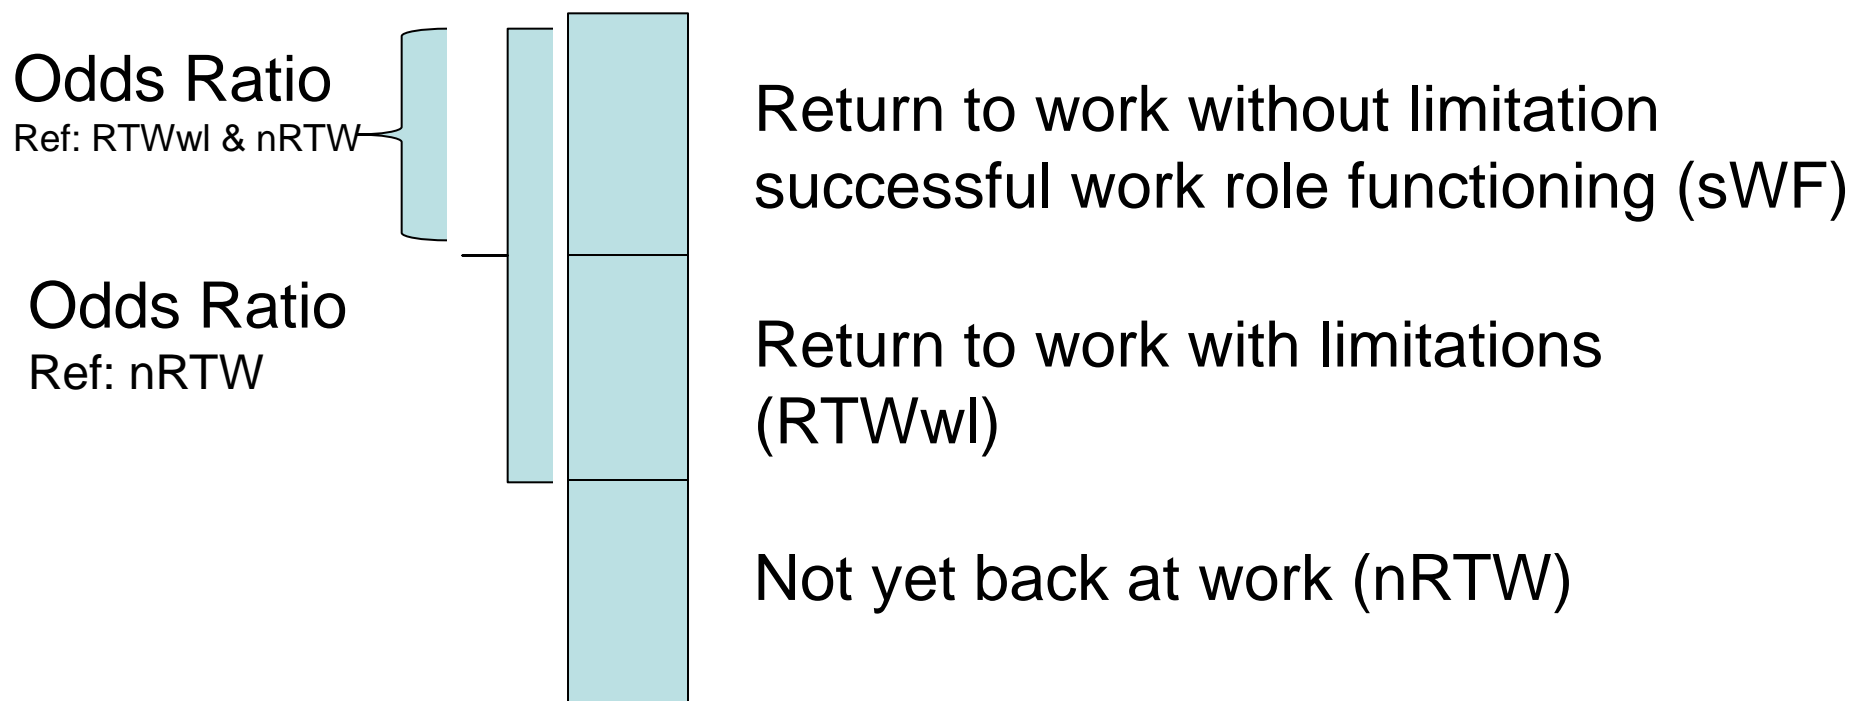 Odds Ratio
Ref: RTWwl & nRTW
Odds Ratio
Ref: nRTW
Return to work without limitation
successful work role functioning (sWF)
Return to work with limitations
(RTWwl)
Not yet back at work (nRTW)